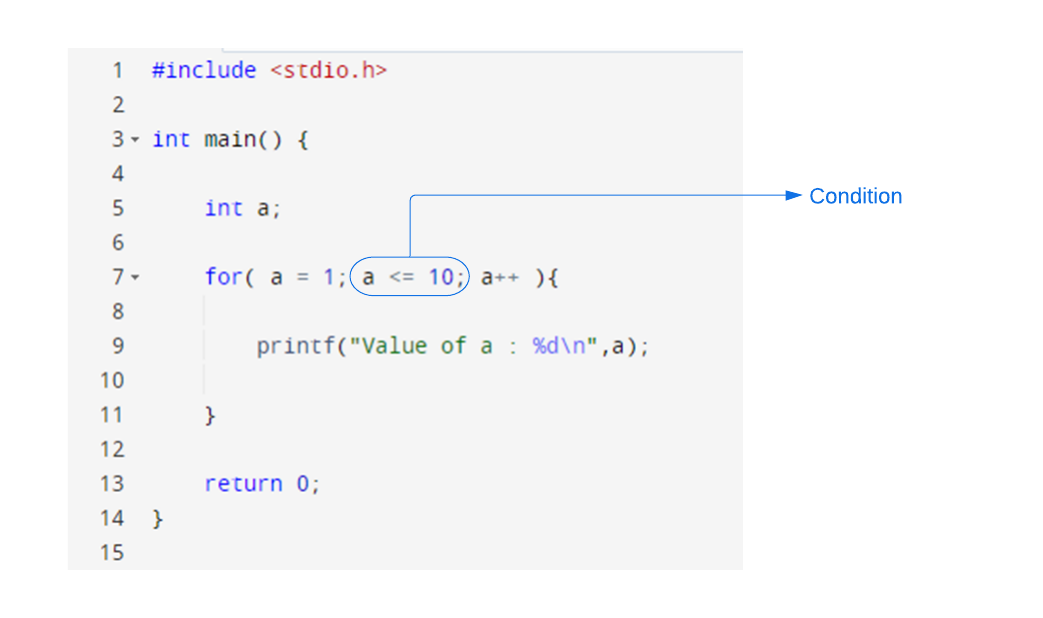 1 #include <stdio.h>
2
3 int main() {
4
5     int a;
6
Condition
7     for( a = 1; a <= 10; a++ ){
8
9         printf("Value of a : %d\n",a);
10
11     }
12
13     return 0;
14 }
15